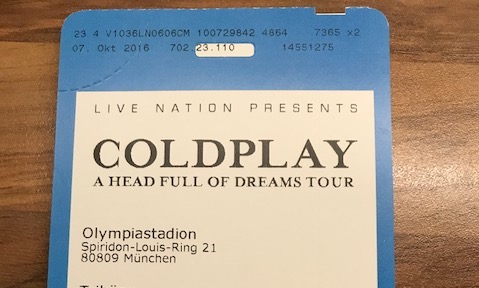 23 4 V1036LN0606CM 100729842 4864 7365 x2
07. Okt 2016 702.23.110 14551275
LIVE NATION PRESENTS
COLDPLAY
A HEAD FULL OF DREAMS TOUR
Olympiastadion
Spiridon-Louis-Ring 21
80809 München